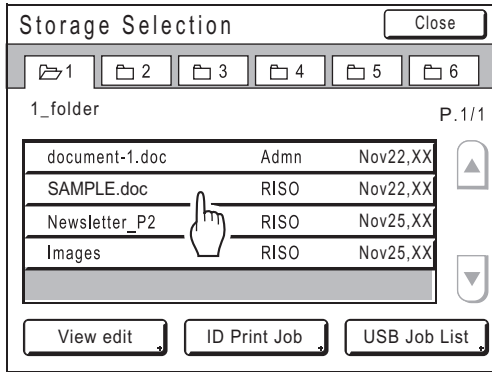 Storage Selection Close
1 2 3 4 5 6
1_folder P.1/1
document-1.doc Admn Nov22,XX
SAMPLE.doc RISO Nov22,XX
Newsletter_P2 RISO Nov25,XX
Images RISO Nov25,XX
View edit ID Print Job USB Job List